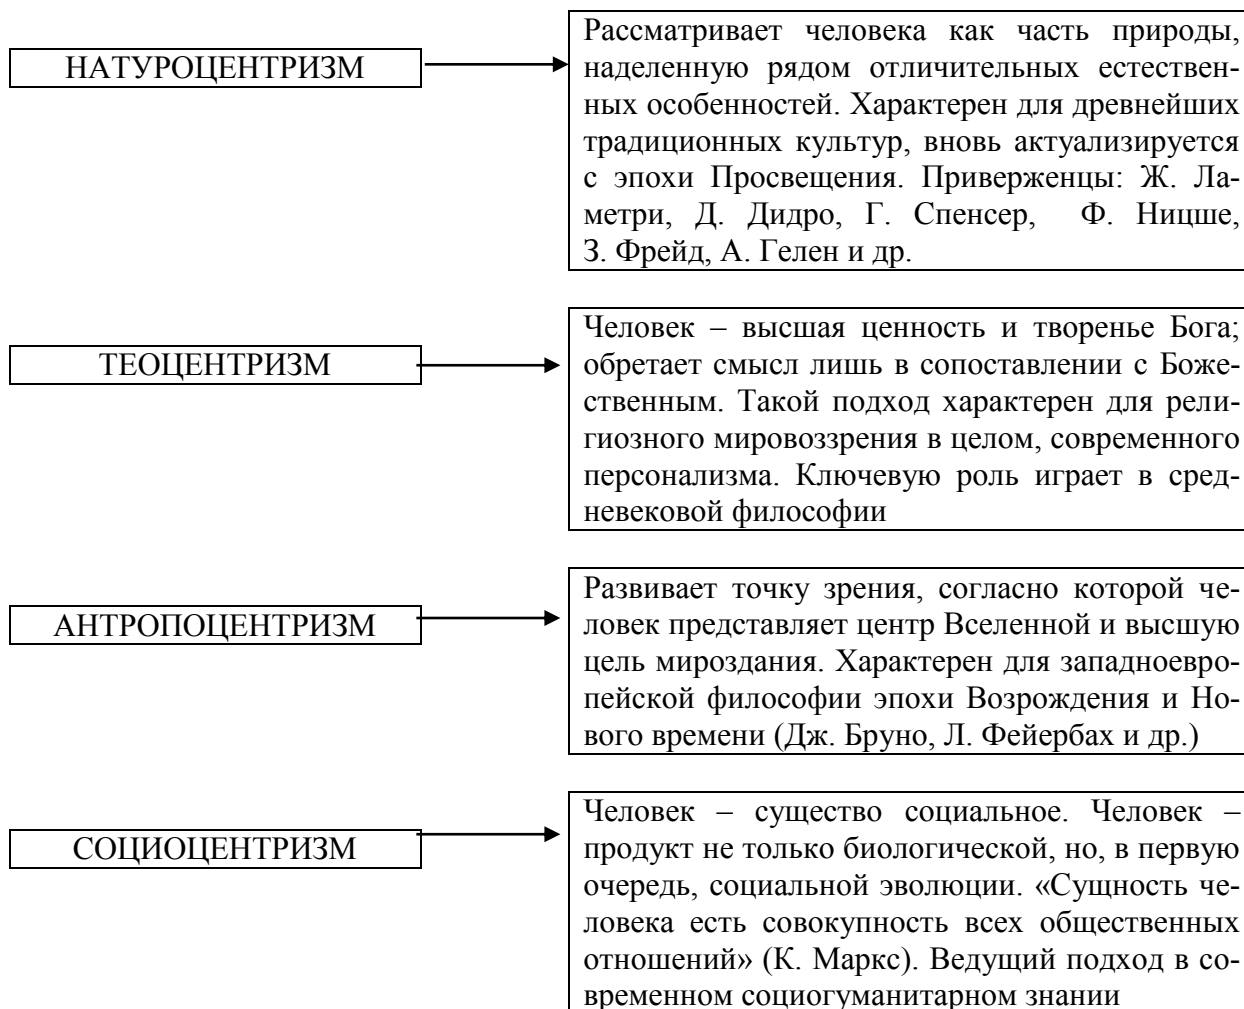 НАТУРОЦЕНТРИЗМ
Рассматривает человека как часть природы,
наделенную рядом отличительных естествен-
ных особенностей. Характерен для древнейших
традиционных культур, вновь актуализируется
с эпохи Просвещения. Приверженцы: Ж. Ла-
метри, Д. Дидро, Г. Спенсер, Ф. Ницше,
З. Фрейд, А. Гелен и др.
ТЕОЦЕНТРИЗМ
Человек – высшая ценность и творенье Бога;
обретает смысл лишь в сопоставлении с Боже-
ственным. Такой подход характерен для рели-
гиозного мировоззрения в целом, современного
персонализма. Ключевую роль играет в сред-
невековой философии
АНТРОПОЦЕНТРИЗМ
Развивает точку зрения, согласно которой че-
ловек представляет центр Вселенной и высшую
цель мироздания. Характерен для западноевро-
пейской философии эпохи Возрождения и Но-
вого времени (Дж. Бруно, Л. Фейербах и др.)
СОЦИОЦЕНТРИЗМ
Человек – существо социальное. Человек –
продукт не только биологической, но, в первую
очередь, социальной эволюции. «Сущность че-
ловека есть совокупность всех общественных
отношений» (К. Маркс). Ведущий подход в со-
временном социогуманитарном знании